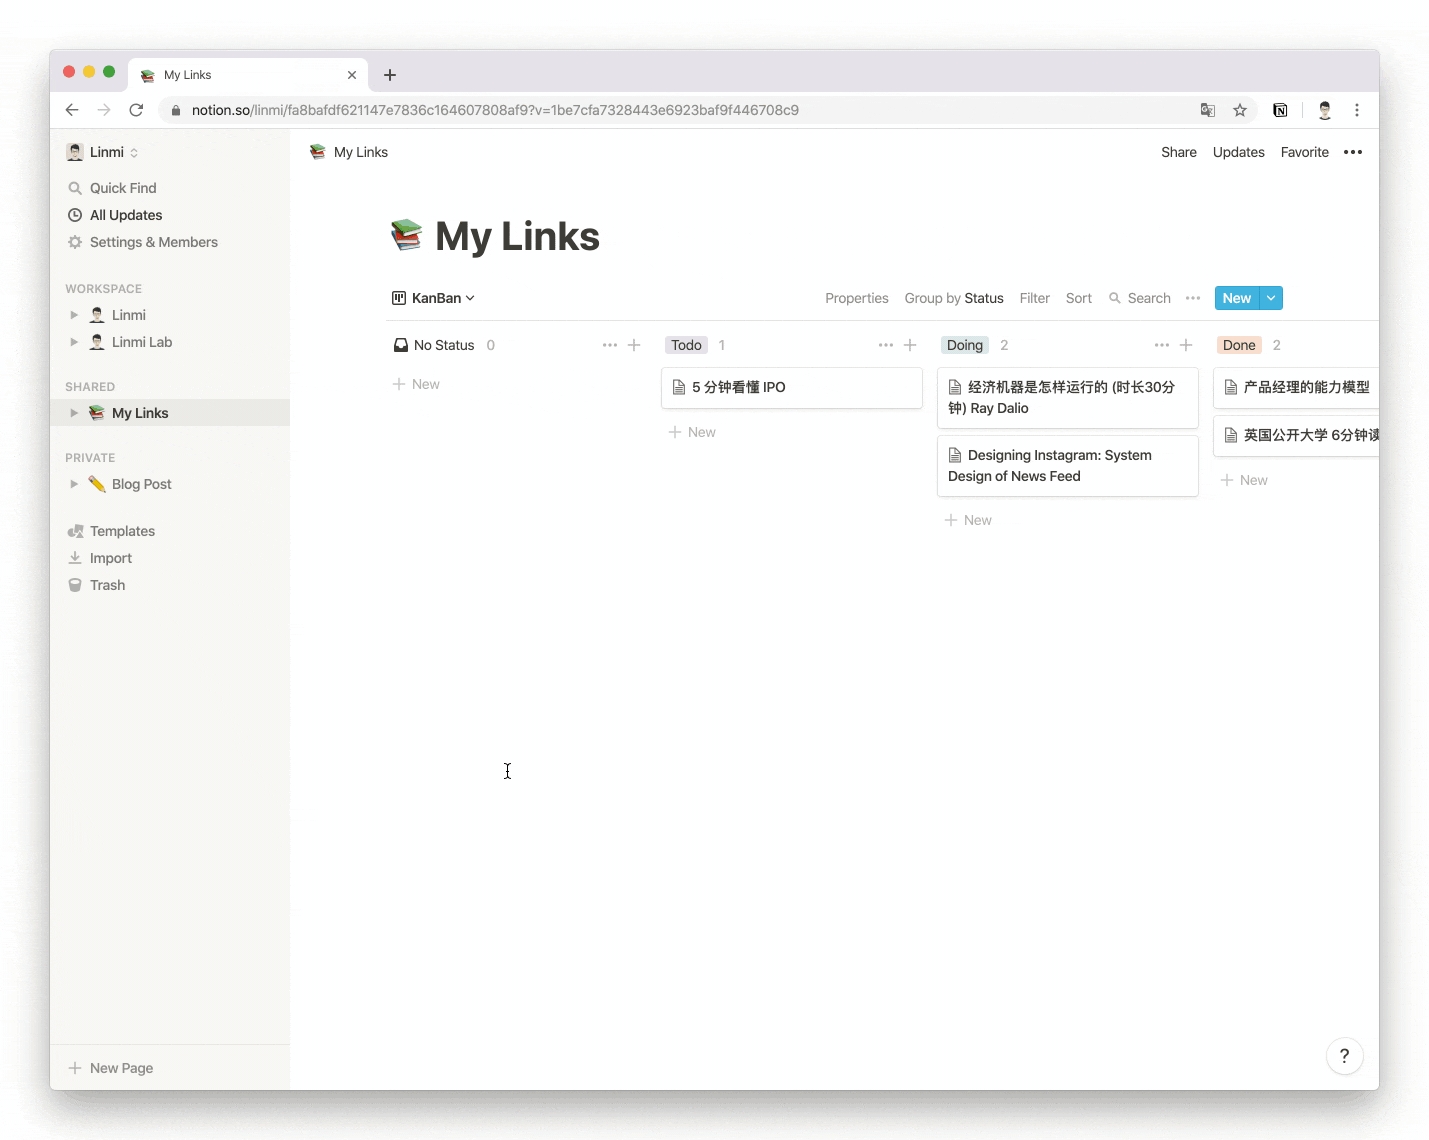 My Links
notion.so/linmi/fa8bafdf621147e7836c164607808af9?v=1be7cfa7328443e6923baf9f446708c9
Linmi
My Links
Share Updates Favorite
Quick Find
All Updates
Settings & Members
WORKSPACE
Linmi
Linmi Lab
SHARED
My Links
PRIVATE
Blog Post
Templates
Import
Trash
New Page
My Links
KanBan
Properties Group by Status Filter Sort Search New
No Status 0
New
Todo 1
5 分钟看懂 IPO
New
Doing 2
经济机器是怎样运行的 (时长30分
钟) Ray Dalio
Designing Instagram: System
Design of News Feed
New
Done 2
产品经理的能力模型
英国公开大学 6分钟读
New
?